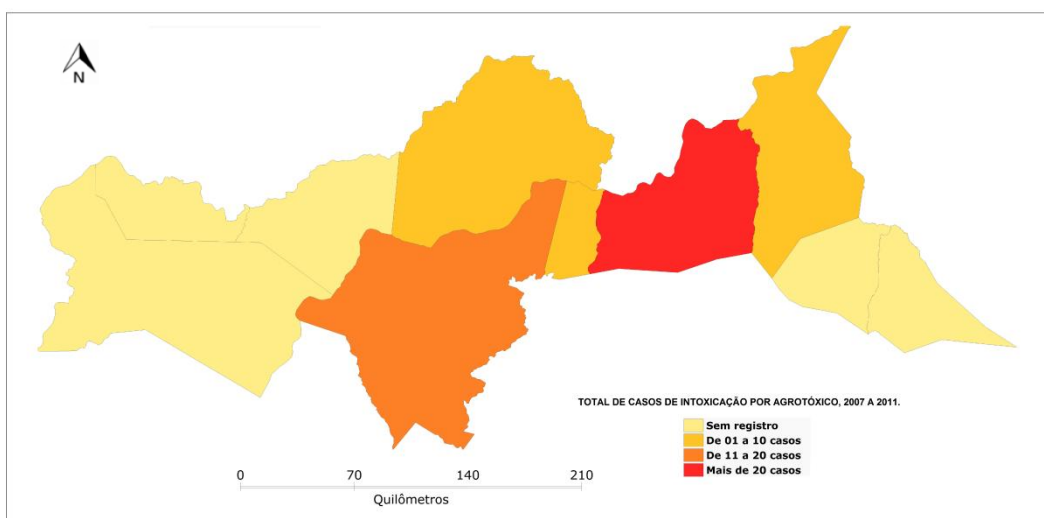 N
TOTAL DE CASOS DE INTOXICAÇÃO POR AGROTÓXICO, 2007 A 2011.
Sem registro
De 01 a 10 casos
De 11 a 20 casos
Mais de 20 casos
0 70 140 210
Quilômetros